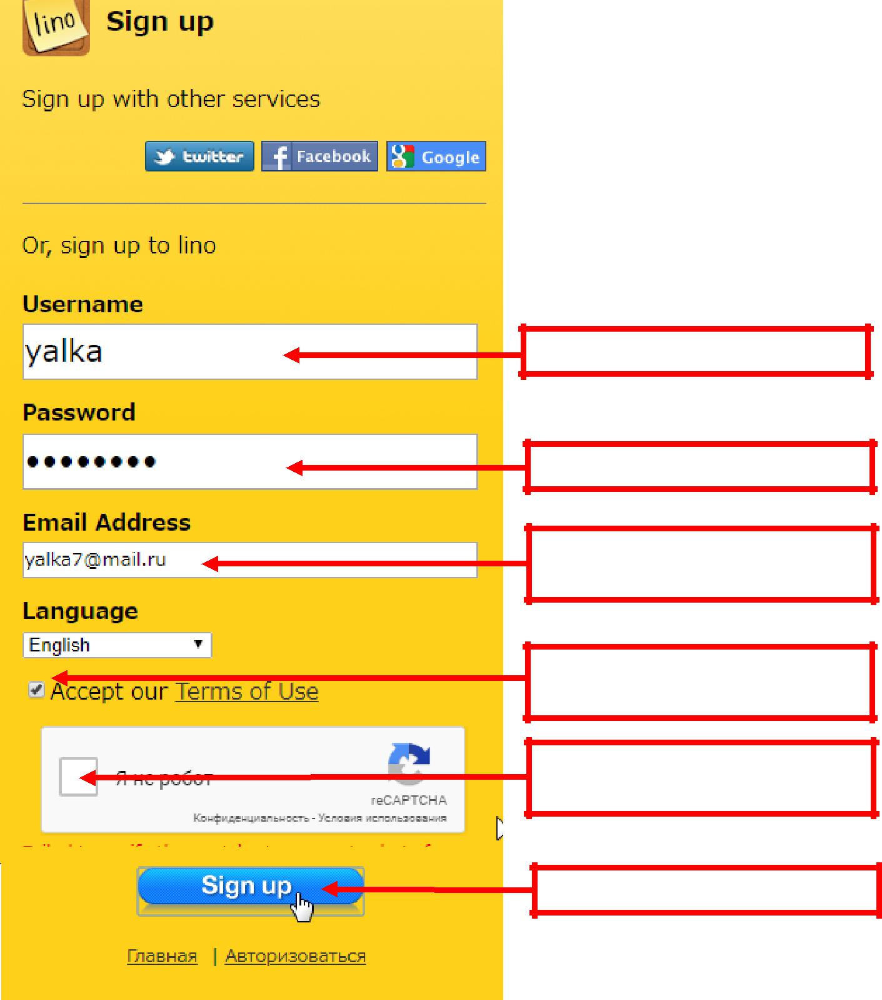 lino
Sign up
Sign up with other services
twitter
Facebook
Google
Or, sign up to lino
Username
yalka
Password
••••••••
Email Address
yalka7@mail.ru
Language
English
Accept our Terms of Use
Я не робот
reCAPTCHA
Конфиденциальность - Условия использования
Sign up
Главная | Авторизоваться